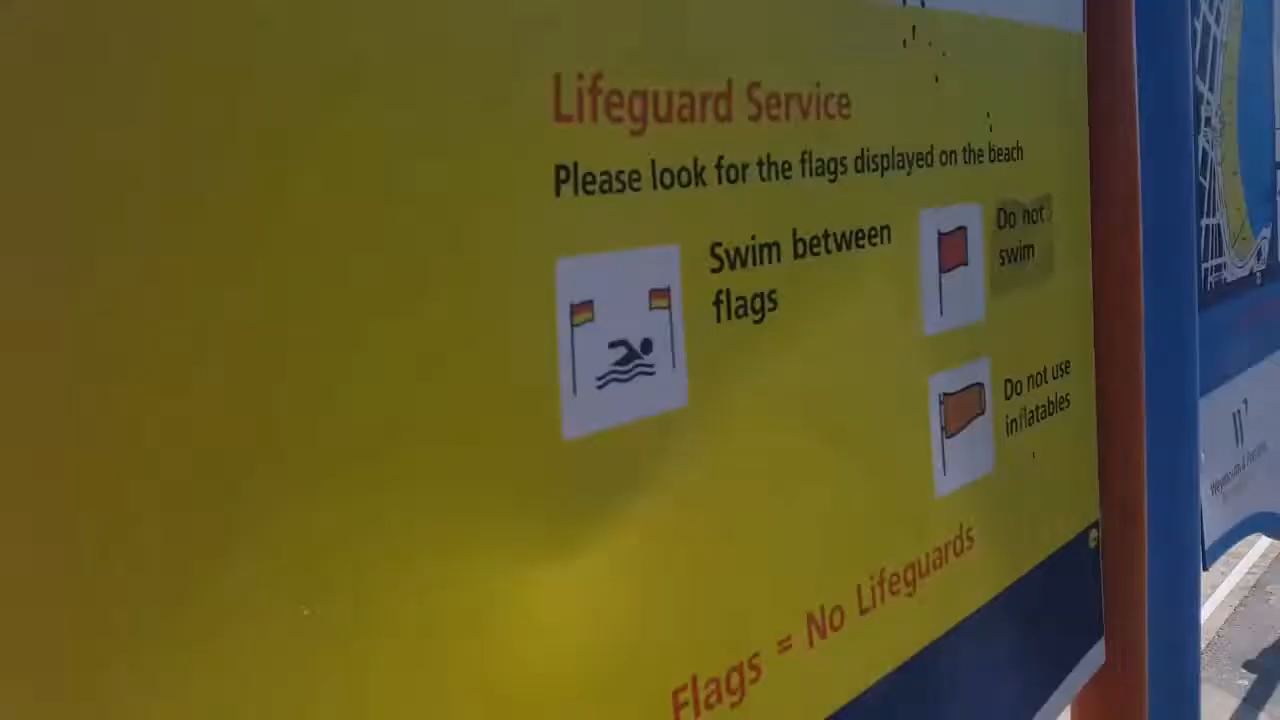 Lifeguard Service
Please look for the flags displayed on the beach
Swim between
flags
Do not
swim
Do not use
inflatables
Flags = No Lifeguards
W
Weymouth &